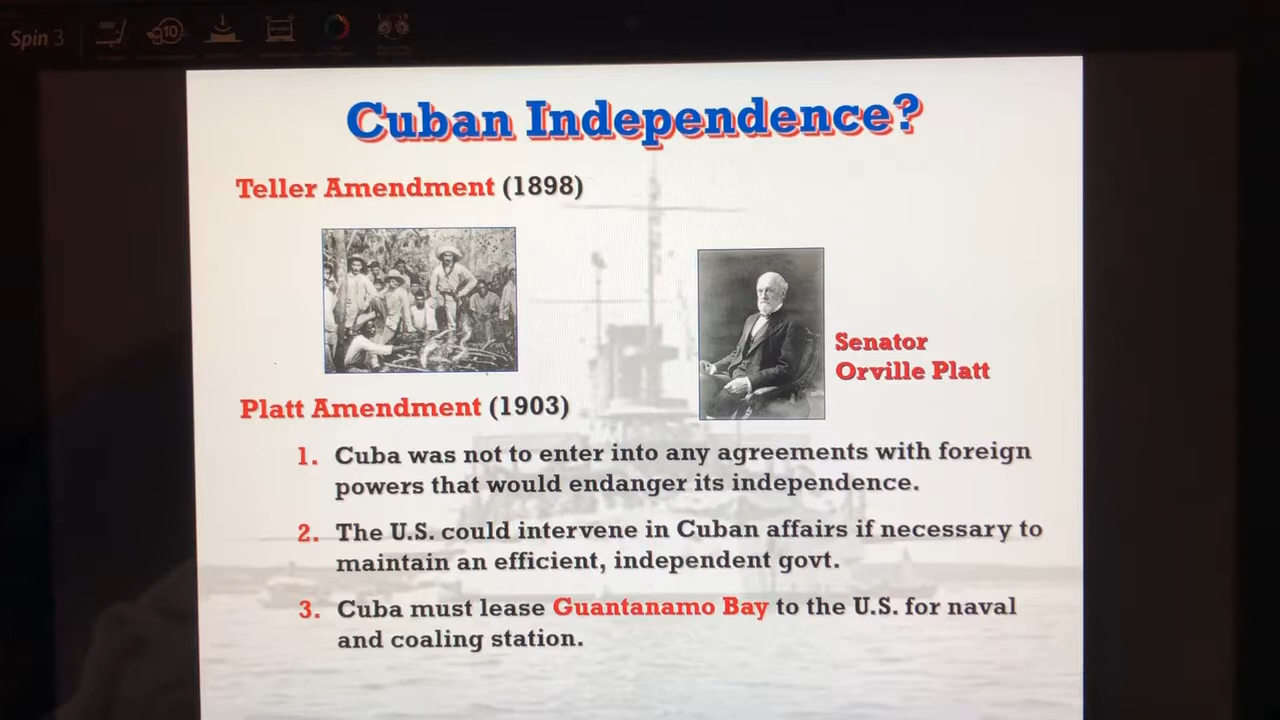 Spin 3
10
Cuban Independence?
Teller Amendment (1898)
Senator
Orville Platt
Platt Amendment (1903)
1. Cuba was not to enter into any agreements with foreign
powers that would endanger its independence.
2. The U.S. could intervene in Cuban affairs if necessary to
maintain an efficient, independent govt.
3. Cuba must lease Guantanamo Bay to the U.S. for naval
and coaling station.